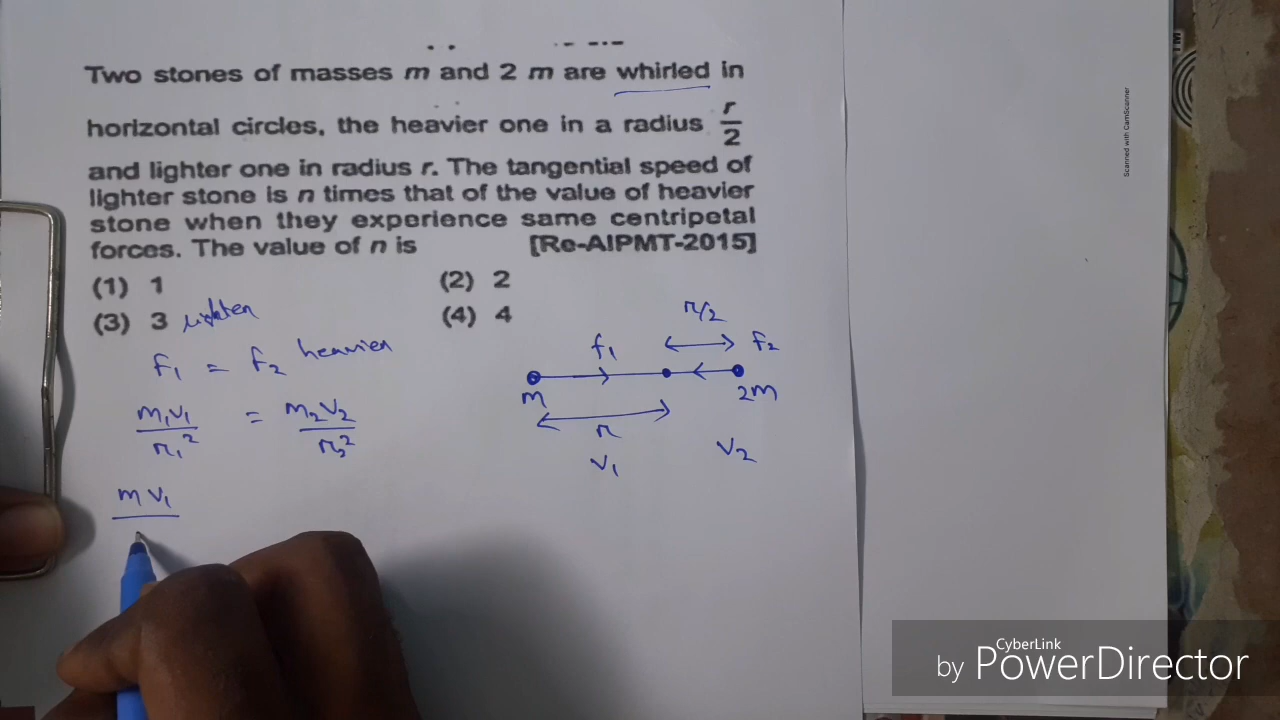 Two stones of masses m and 2 m are whirled in
horizontal circles, the heavier one in a radius r/2
and lighter one in radius r. The tangential speed of
lighter stone is n times that of the value of heavier
stone when they experience same centripetal
forces. The value of n is [Re-AIPMT-2015]
(1) 1 (2) 2
(3) 3 (4) 4
lighter
heavier
f₁ = f₂
m₁v₁/r₁² = m₂v₂/r₂²
m v₁
r/2
f₁ f₂
m 2m
r
v₁ v₂
Scanned with CamScanner
TM
CyberLink
by PowerDirector